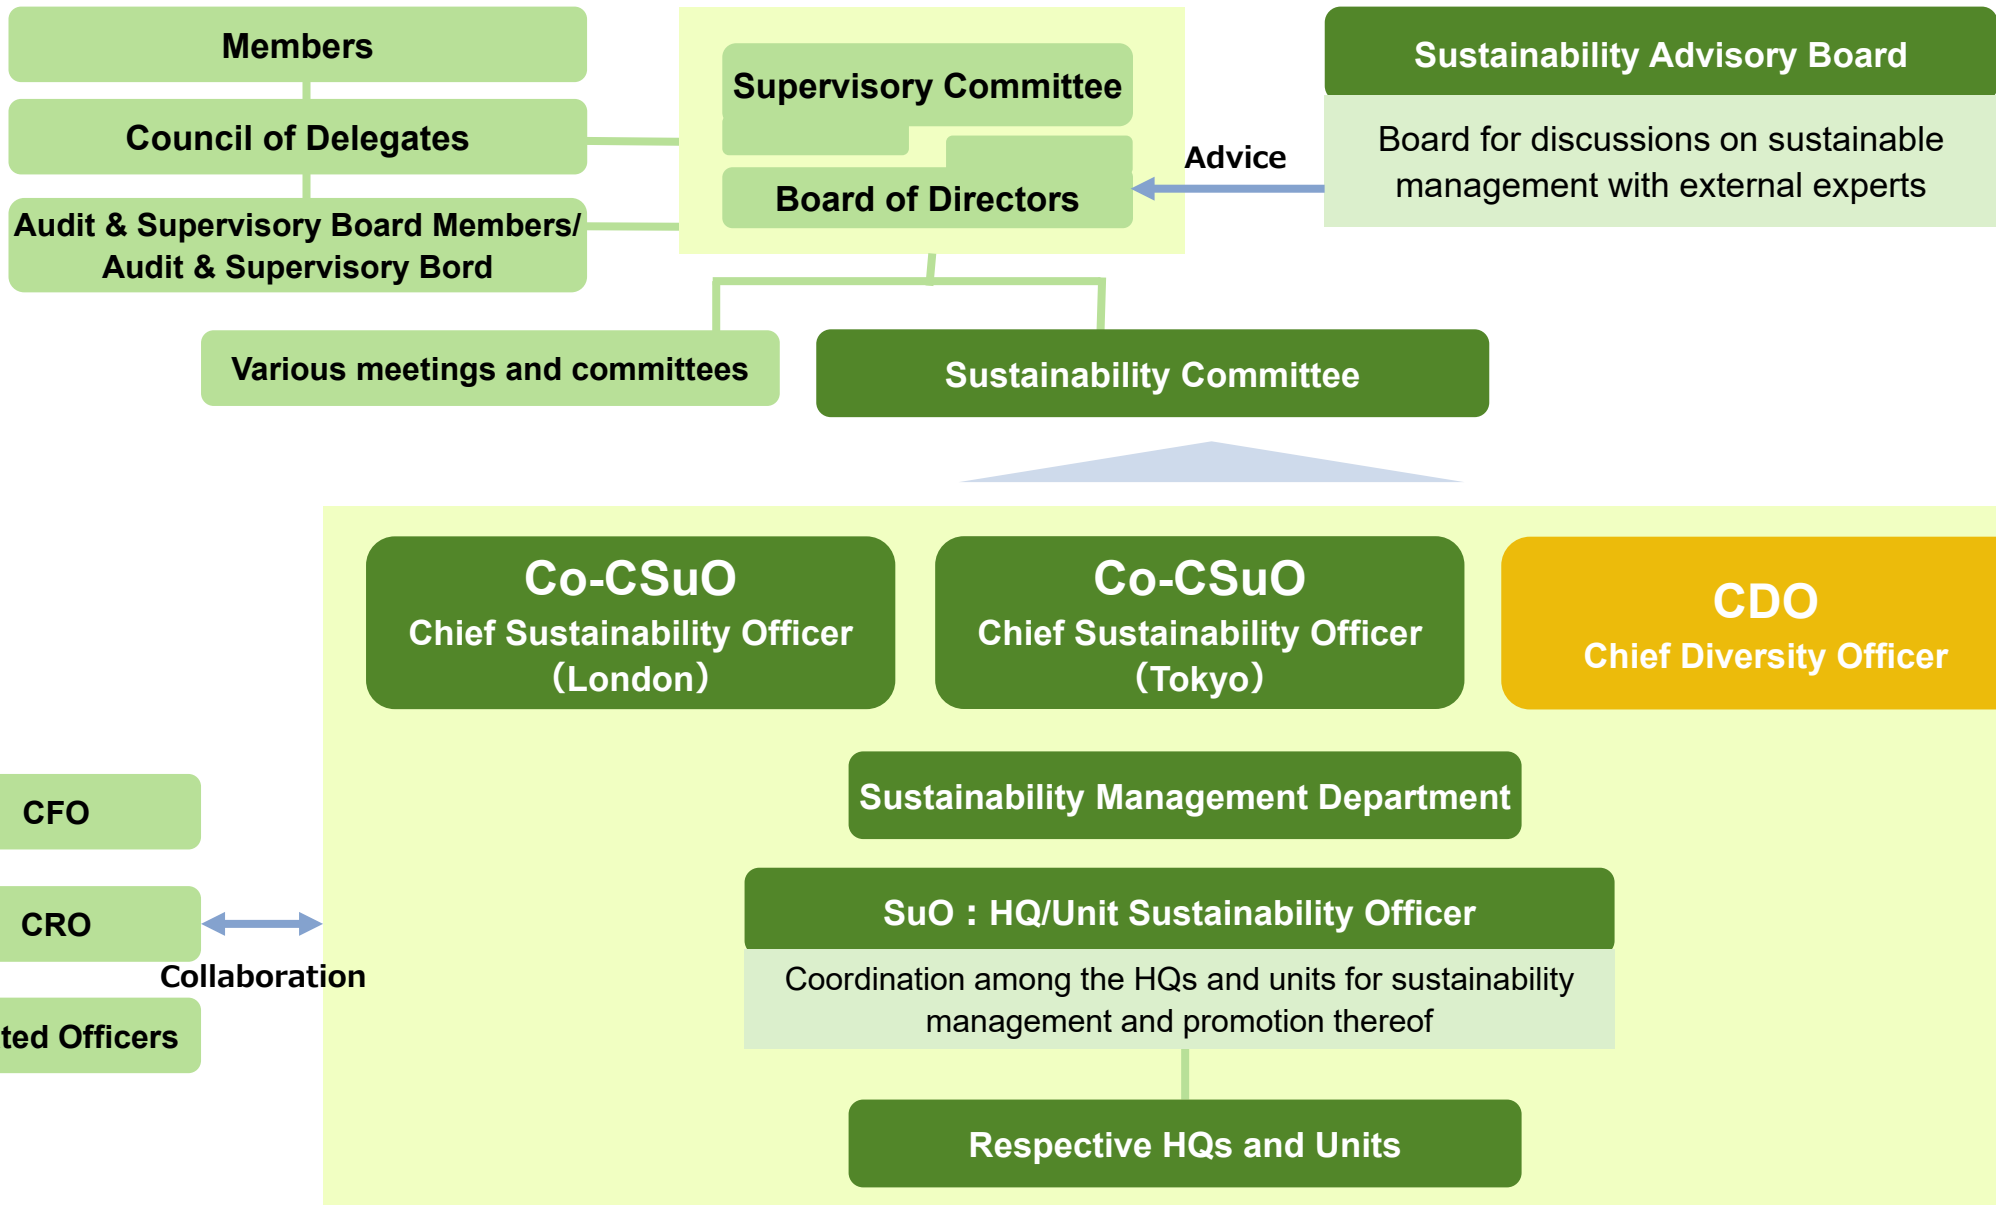 Members
Council of Delegates
Audit & Supervisory Board Members/
Audit & Supervisory Bord
Supervisory Committee
Board of Directors
Advice
Sustainability Advisory Board
Board for discussions on sustainable
management with external experts
Various meetings and committees
Sustainability Committee
Co-CSuO
Chief Sustainability Officer
（London）
Co-CSuO
Chief Sustainability Officer
（Tokyo）
CDO
Chief Diversity Officer
CFO
CRO
Collaboration
Officers
Sustainability Management Department
SuO：HQ/Unit Sustainability Officer
Coordination among the HQs and units for sustainability
management and promotion thereof
Respective HQs and Units